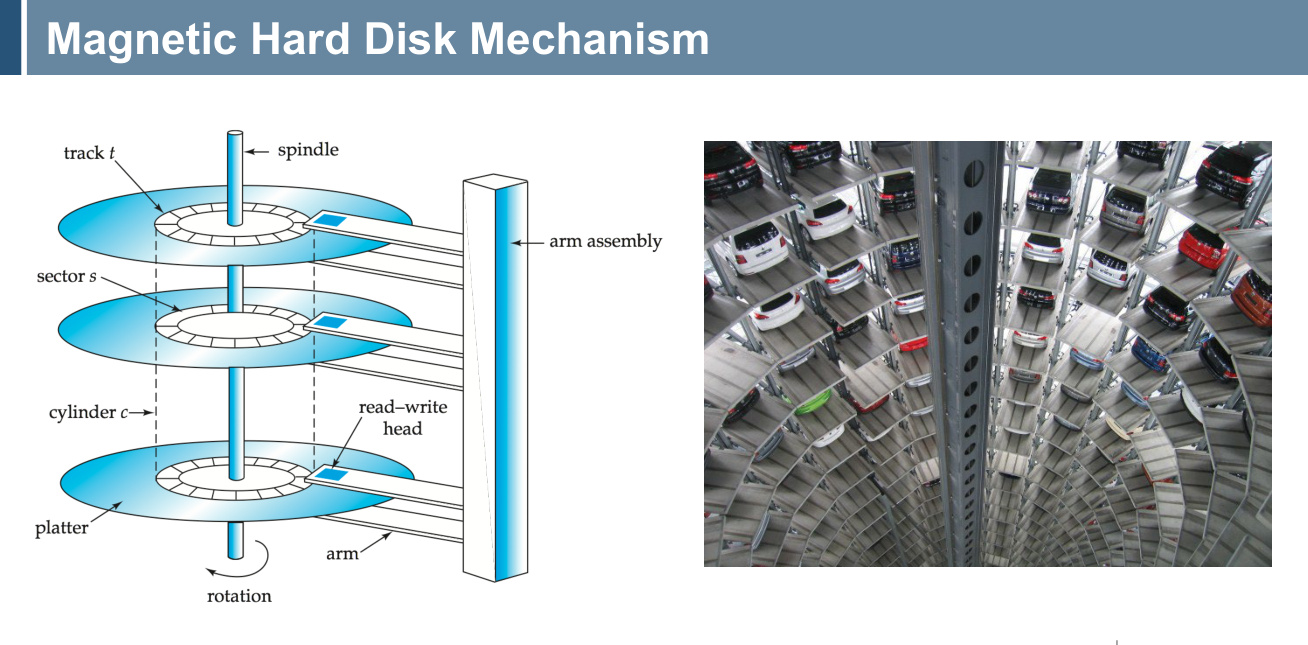 Magnetic Hard Disk Mechanism
track t
spindle
arm assembly
sector s
cylinder c
read–write
head
platter
arm
rotation